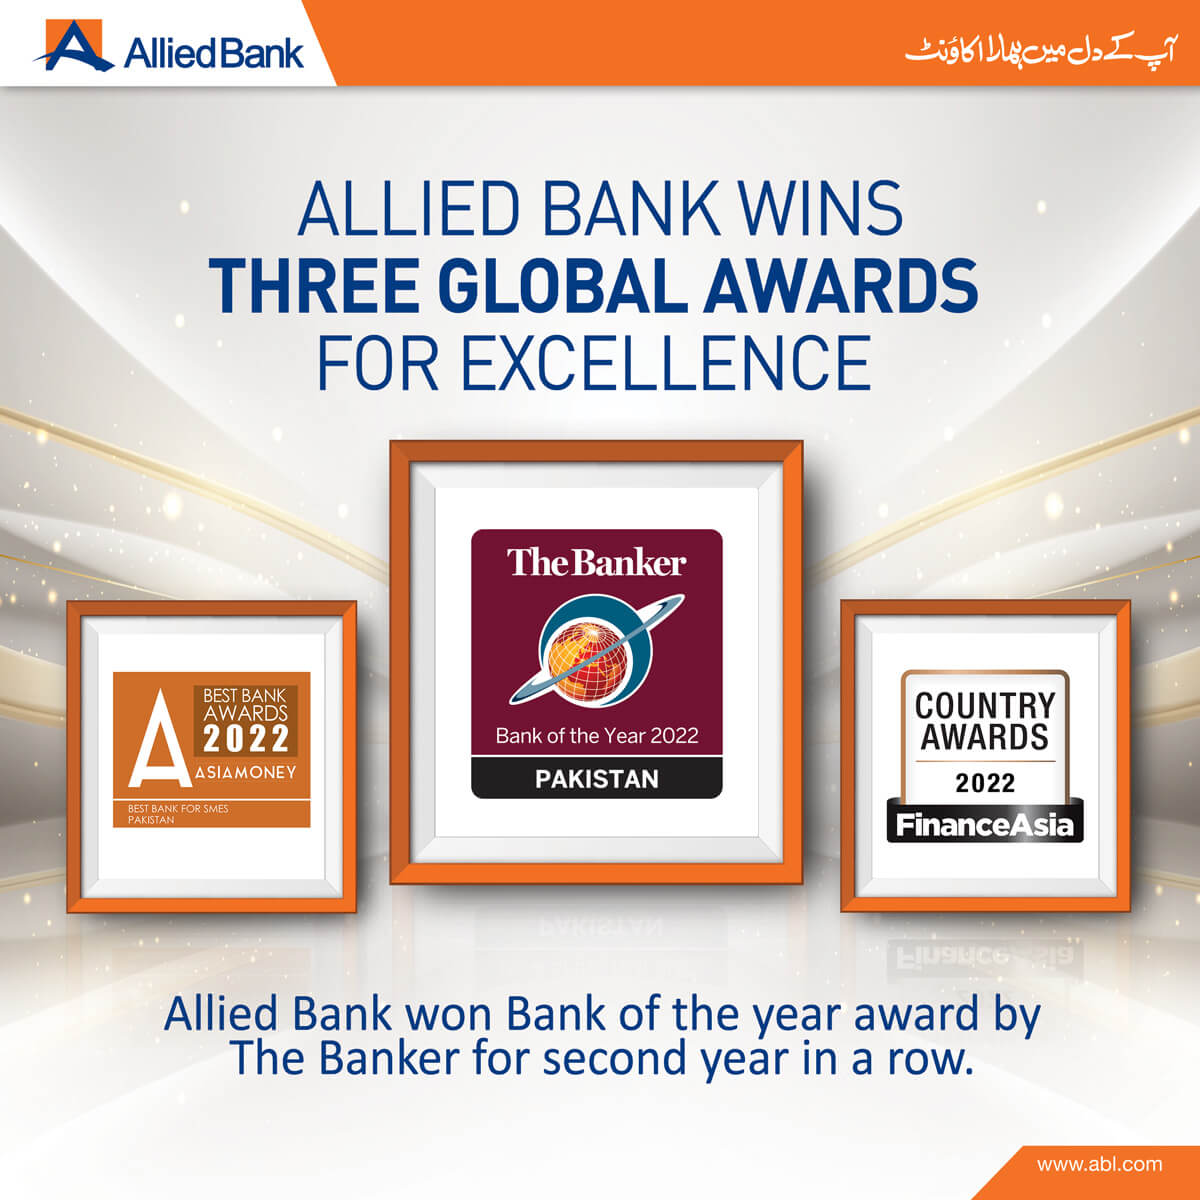 Allied Bank
آپ کے دل میں ہمارا اکاؤنٹ
ALLIED BANK WINS
THREE GLOBAL AWARDS
FOR EXCELLENCE
The Banker
Bank of the Year 2022
PAKISTAN
BEST BANK
AWARDS
2022
ASIAMONEY
BEST BANK FOR SMES
PAKISTAN
COUNTRY
AWARDS
2022
FinanceAsia
Allied Bank won Bank of the year award by
The Banker for second year in a row.
www.abl.com